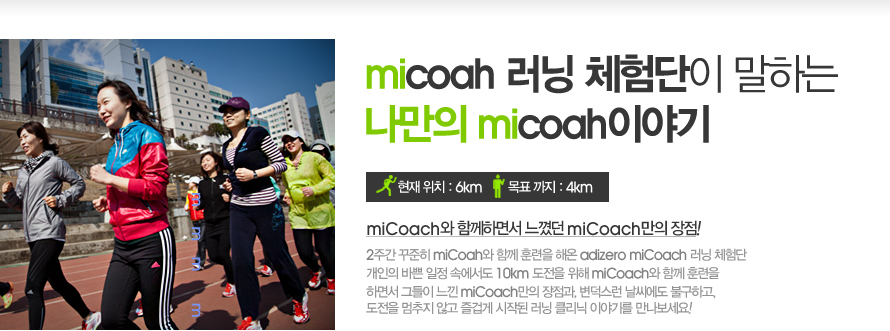 micoah 러닝 체험단이 말하는
나만의 micoah이야기
현재 위치 : 6km 목표 까지 : 4km
miCoach와 함께하면서 느꼈던 miCoach만의 장점!
2주간 꾸준히 miCoah와 함께 훈련을 해온 adizero miCoach 러닝 체험단
개인의 바쁜 일정 속에서도 10km 도전을 위해 miCoach와 함께 훈련을
하면서 그들이 느낀 miCoach만의 장점과, 변덕스런 날씨에도 불구하고,
도전을 멈추지 않고 즐겁게 시작된 러닝 클리닉 이야기를 만나보세요!